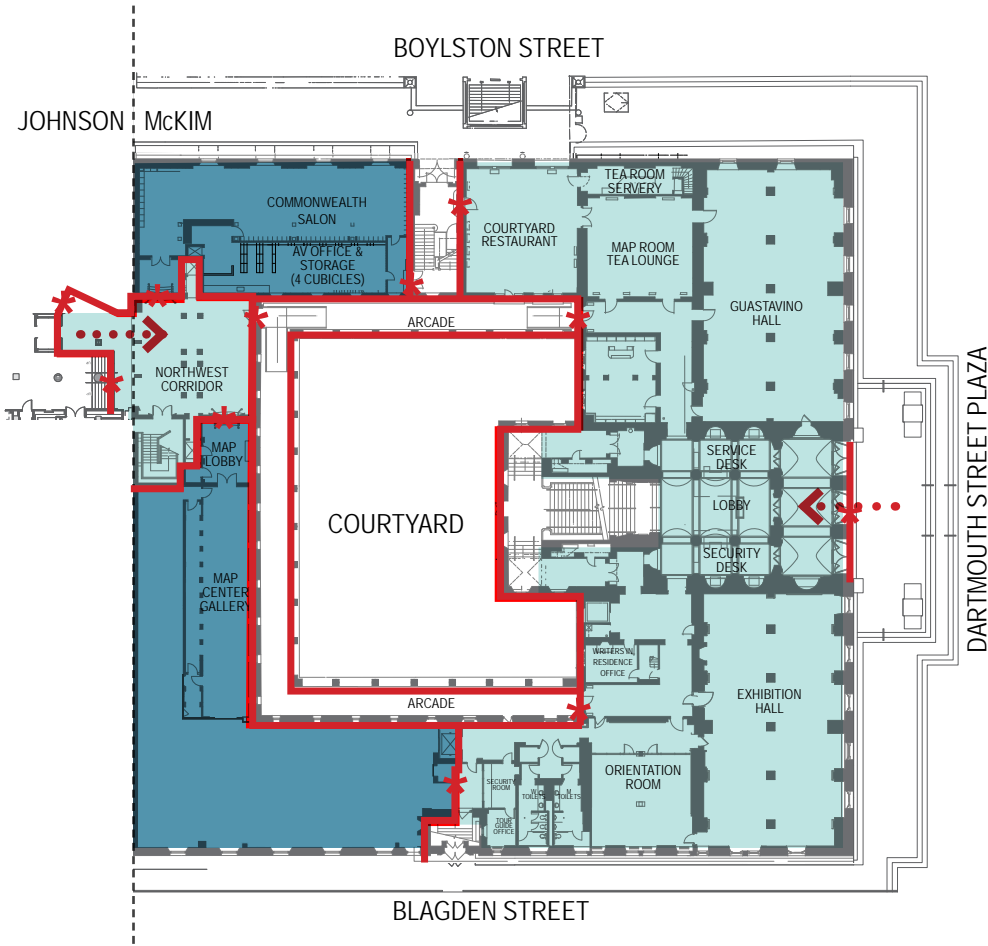 BOYLSTON STREET
JOHNSON
McKIM
TEA ROOM
SERVERY
COMMONWEALTH
SALON
COURTYARD
RESTAURANT
MAP ROOM
TEA LOUNGE
AV OFFICE &
STORAGE
(4 CUBICLES)
GUASTAVINO
HALL
ARCADE
NORTHWEST
CORRIDOR
MAP
LOBBY
SERVICE
DESK
LOBBY
SECURITY
DESK
COURTYARD
DARTMOUTH STREET PLAZA
MAP
CENTER
GALLERY
WRITERS IN
RESIDENCE
OFFICE
EXHIBITION
HALL
ARCADE
ORIENTATION
ROOM
SECURITY
ROOM
W
TOILETS
M
TOILETS
TOUR
GUIDE
OFFICE
BLAGDEN STREET